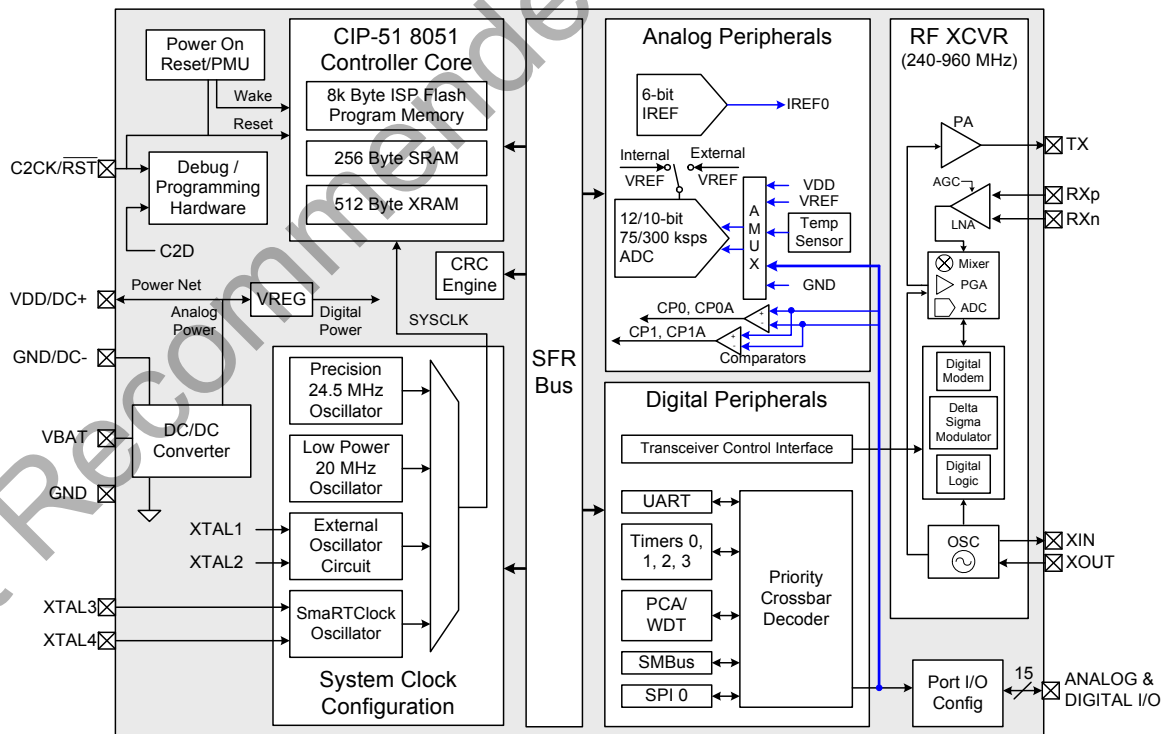 Power On
Reset/PMU
Wake
Reset
C2CK/RST
Debug /
Programming
Hardware
C2D
VDD/DC+
Power Net
Analog
Power
VREG
Digital
Power
GND/DC-
VBAT
DC/DC
Converter
GND
XTAL1
XTAL2
XTAL3
XTAL4
CIP-51 8051
Controller Core
8k Byte ISP Flash
Program Memory
256 Byte SRAM
512 Byte XRAM
CRC
Engine
SYSCLK
Precision
24.5 MHz
Oscillator
Low Power
20 MHz
Oscillator
External
Oscillator
Circuit
SmaRTClock
Oscillator
System Clock
Configuration
SFR
Bus
Analog Peripherals
6-bit
IREF
IREF0
Internal
VREF
External
VREF
12/10-bit
75/300 ksps
ADC
A
M
U
X
VDD
VREF
Temp
Sensor
GND
CP0, CP0A
CP1, CP1A
+
-
+
-
Comparators
Digital Peripherals
Transceiver Control Interface
UART
Timers 0,
1, 2, 3
PCA/
WDT
SMBus
SPI 0
Priority
Crossbar
Decoder
RF XCVR
(240-960 MHz)
PA
AGC
LNA
Mixer
PGA
ADC
Digital
Modem
Delta
Sigma
Modulator
Digital
Logic
OSC
TX
RXp
RXn
XIN
XOUT
Port I/O
Config
15
ANALOG &
DIGITAL I/O
Recommende